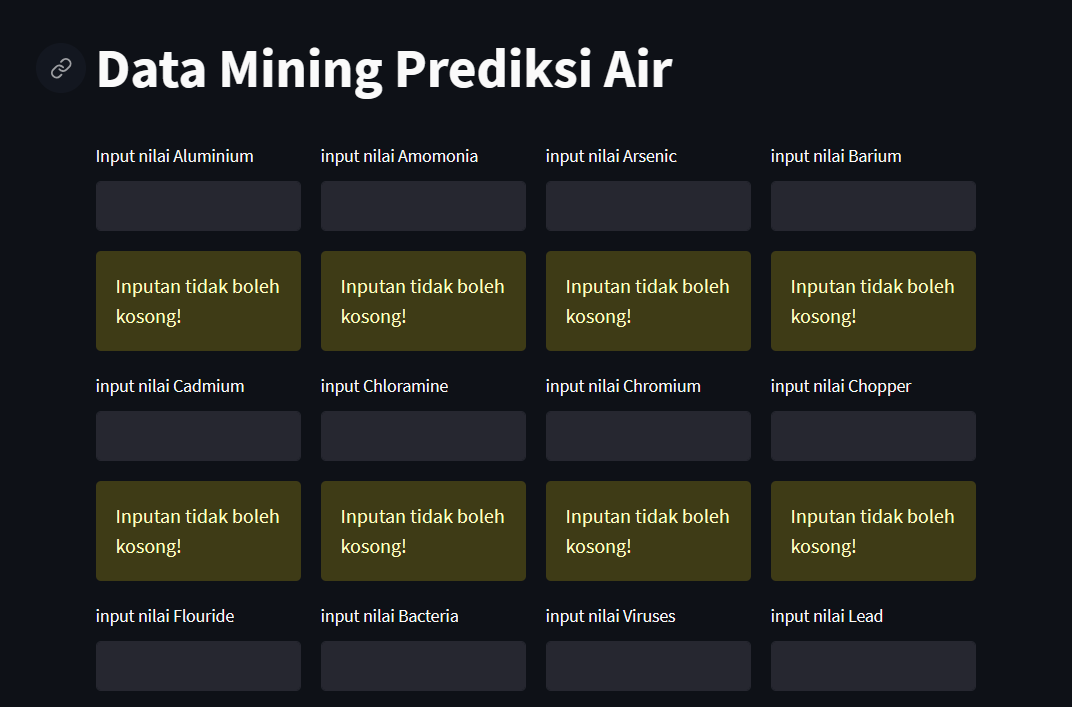 Data Mining Prediksi Air
Input nilai Aluminium
input nilai Amomonia
input nilai Arsenic
input nilai Barium
Inputan tidak boleh
kosong!
Inputan tidak boleh
kosong!
Inputan tidak boleh
kosong!
Inputan tidak boleh
kosong!
input nilai Cadmium
input Chloramine
input nilai Chromium
input nilai Chopper
Inputan tidak boleh
kosong!
Inputan tidak boleh
kosong!
Inputan tidak boleh
kosong!
Inputan tidak boleh
kosong!
input nilai Flouride
input nilai Bacteria
input nilai Viruses
input nilai Lead